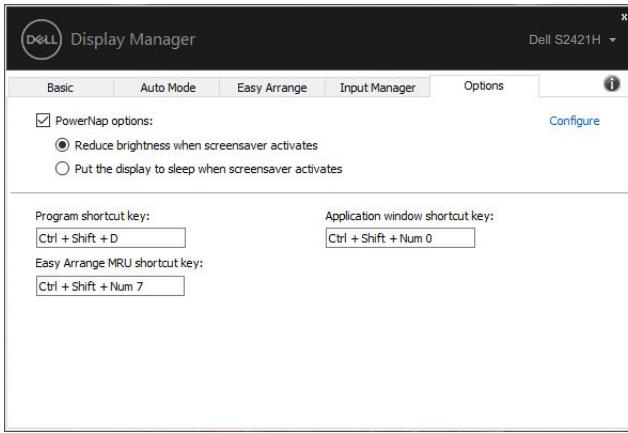 x
DELL Display Manager
Dell S2421H
Basic
Auto Mode
Easy Arrange
Input Manager
Options
i
PowerNap options:
Configure
Reduce brightness when screensaver activates
Put the display to sleep when screensaver activates
Program shortcut key:
Application window shortcut key:
Ctrl + Shift + D
Ctrl + Shift + Num 0
Easy Arrange MRU shortcut key:
Ctrl + Shift + Num 7